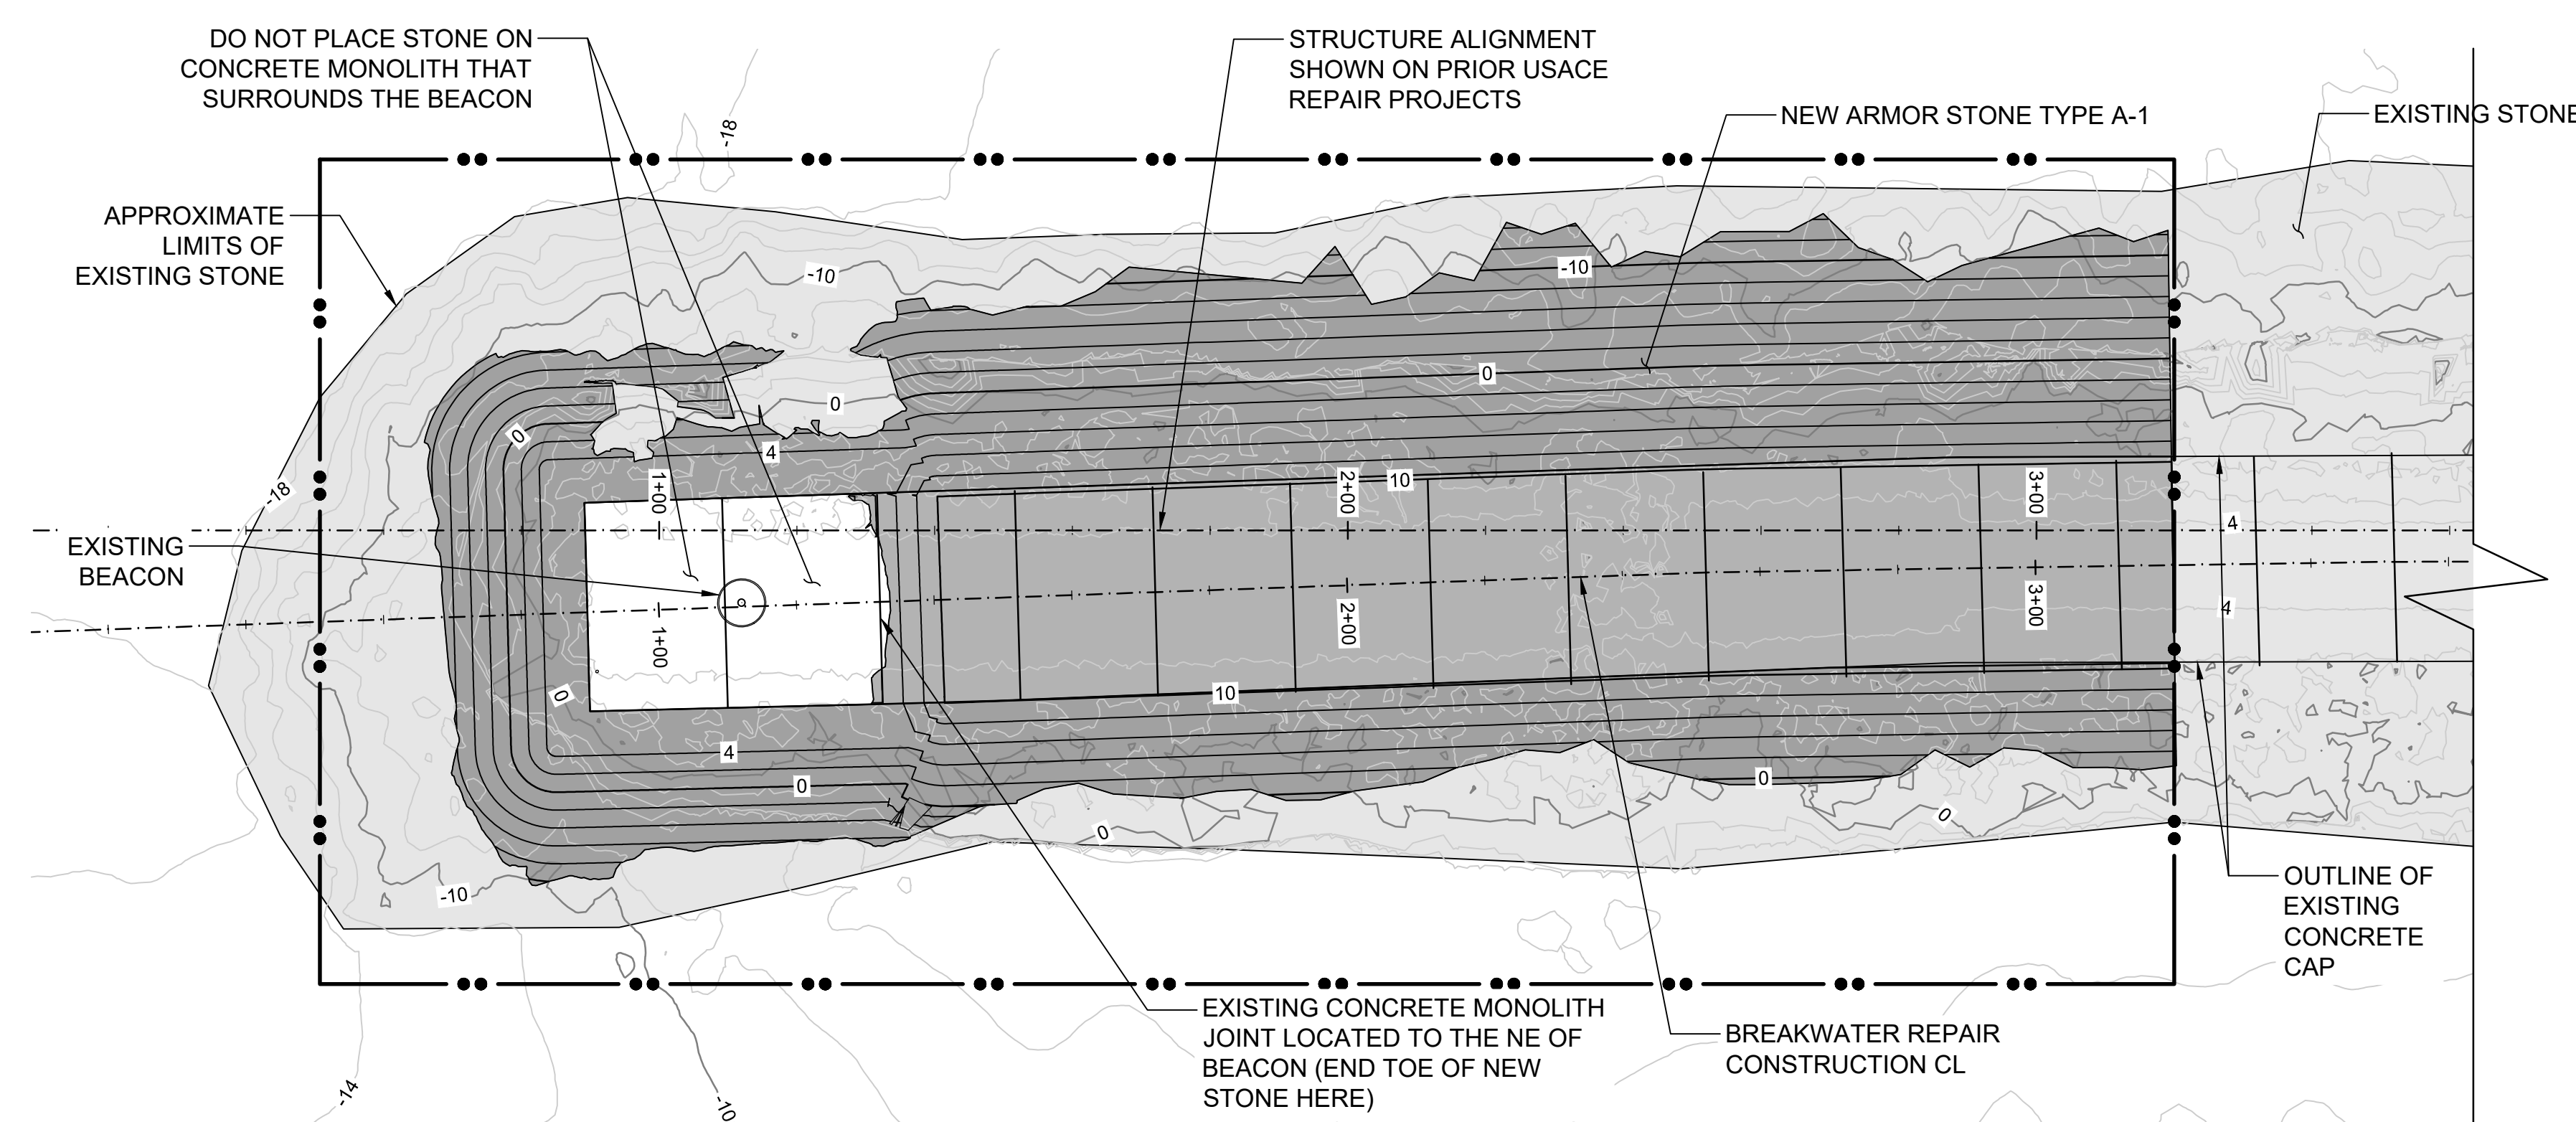 DO NOT PLACE STONE ON
CONCRETE MONOLITH THAT
SURROUNDS THE BEACON
STRUCTURE ALIGNMENT
SHOWN ON PRIOR USACE
REPAIR PROJECTS
NEW ARMOR STONE TYPE A-1
EXISTING STONE
-18
APPROXIMATE
LIMITS OF
EXISTING STONE
-10
-10
0
0
0
4
-18
1+00
2+00
10
3+00
4
EXISTING
BEACON
1+00
2+00
3+00
4
0
10
4
0
0
0
0
-10
OUTLINE OF
EXISTING
CONCRETE
CAP
EXISTING CONCRETE MONOLITH
JOINT LOCATED TO THE NE OF
BEACON (END TOE OF NEW
STONE HERE)
BREAKWATER REPAIR
CONSTRUCTION CL
-14
-10